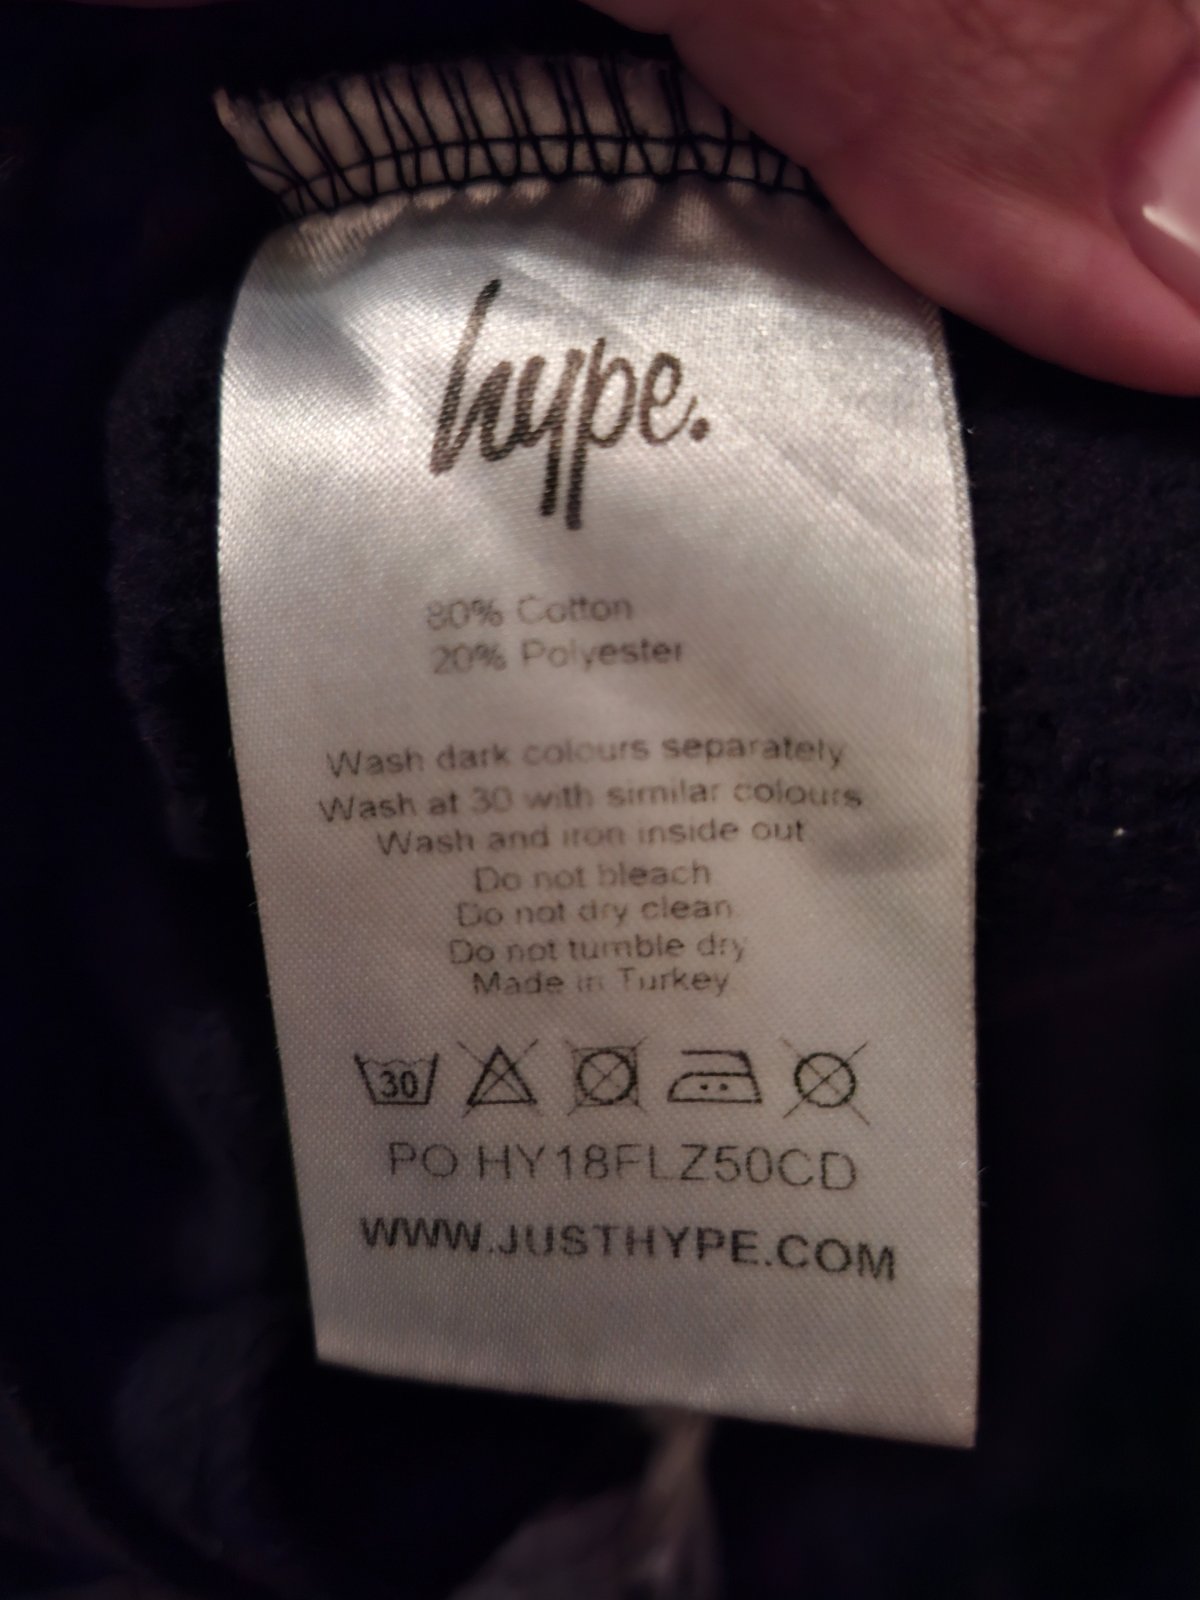 hype.
80% Cotton
20% Polyester
Wash dark colours separately
Wash at 30 with similar colours
Wash and iron inside out
Do not bleach
Do not dry clean
Do not tumble dry
Made in Turkey
30
PO HY18FLZ50CD
WWW.JUSTHYPE.COM